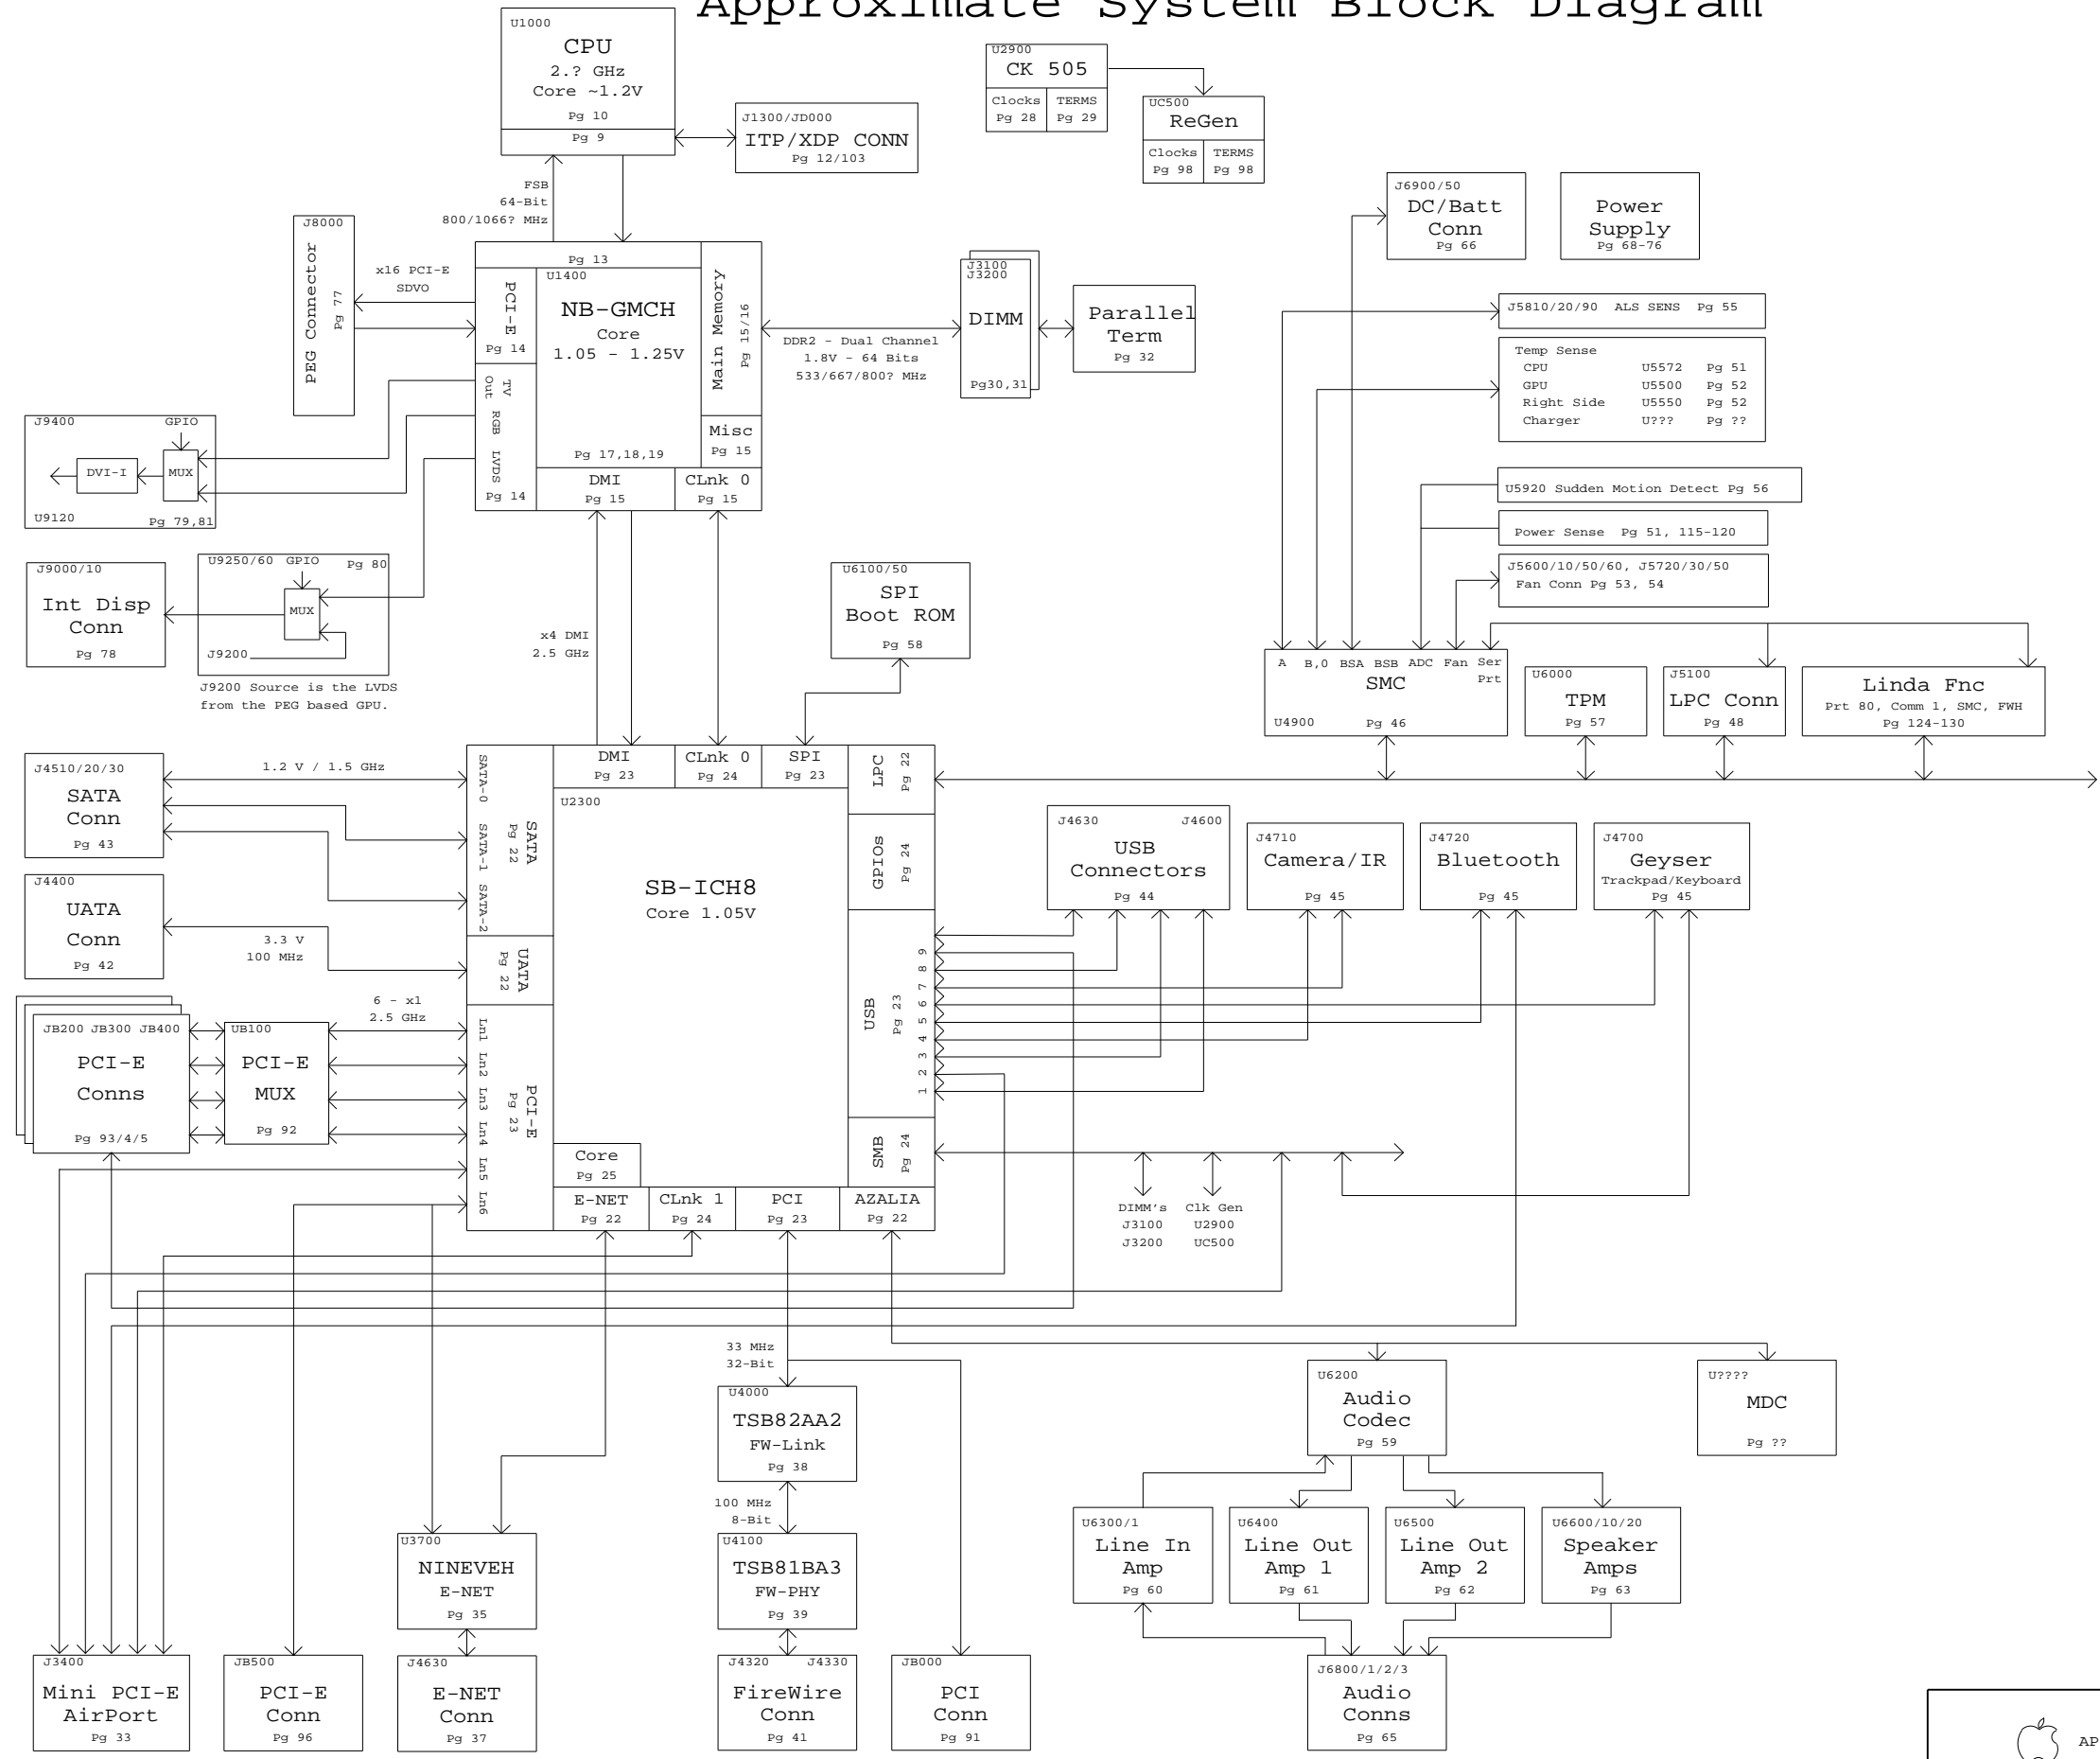 Approximate System Block Diagram
U1000
CPU
2.? GHz
Core ~1.2V
Pg 10
Pg 9
J1300/JD000
ITP/XDP CONN
Pg 12/103
U2900
CK 505
Clocks
Pg 28
TERMS
Pg 29
UC500
ReGen
Clocks
Pg 98
TERMS
Pg 98
FSB
64-Bit
800/1066? MHz
J8000
PEG Connector
Pg 77
x16 PCI-E
SDVO
Pg 13
U1400
NB-GMCH
Core
1.05 - 1.25V
Pg 17,18,19
PCI-E
Pg 14
TV
Out
RGB
LVDS
Pg 14
Main Memory
Pg 15/16
Misc
Pg 15
DMI
Pg 15
CLnk 0
Pg 15
DDR2 - Dual Channel
1.8V - 64 Bits
533/667/800? MHz
J3100
J3200
DIMM
Pg30,31
Parallel
Term
Pg 32
J6900/50
DC/Batt
Conn
Pg 66
Power
Supply
Pg 68-76
J5810/20/90 ALS SENS Pg 55
Temp Sense
CPU U5572 Pg 51
GPU U5500 Pg 52
Right Side U5550 Pg 52
Charger U??? Pg ??
U5920 Sudden Motion Detect Pg 56
Power Sense Pg 51, 115-120
J5600/10/50/60, J5720/30/50
Fan Conn Pg 53, 54
J9400
GPIO
DVI-I
MUX
U9120
Pg 79,81
J9000/10
Int Disp
Conn
Pg 78
U9250/60 GPIO Pg 80
MUX
J9200
J9200 Source is the LVDS
from the PEG based GPU.
x4 DMI
2.5 GHz
U6100/50
SPI
Boot ROM
Pg 58
A B,0 BSA BSB ADC Fan Ser
Prt
SMC
U4900 Pg 46
U6000
TPM
Pg 57
J5100
LPC Conn
Pg 48
Linda Fnc
Prt 80, Comm 1, SMC, FWH
Pg 124-130
J4510/20/30
SATA
Conn
Pg 43
1.2 V / 1.5 GHz
J4400
UATA
Conn
Pg 42
3.3 V
100 MHz
SATA-0
SATA-1
SATA-2
SATA
Pg 22
UATA
Pg 22
DMI
Pg 23
CLnk 0
Pg 24
SPI
Pg 23
LPC
Pg 22
U2300
SB-ICH8
Core 1.05V
GPIOs
Pg 24
USB
Pg 23
9
8
7
6
5
4
3
2
1
SMB
Pg 24
J4630 J4600
USB
Connectors
Pg 44
J4710
Camera/IR
Pg 45
J4720
Bluetooth
Pg 45
J4700
Geyser
Trackpad/Keyboard
Pg 45
6 - x1
2.5 GHz
JB200 JB300 JB400
PCI-E
Conns
Pg 93/4/5
UB100
PCI-E
MUX
Pg 92
Ln1
Ln2
Ln3
Ln4
Ln5
Ln6
PCI-E
Pg 23
Core
Pg 25
E-NET
Pg 22
CLnk 1
Pg 24
PCI
Pg 23
AZALIA
Pg 22
DIMM's
J3100
J3200
Clk Gen
U2900
UC500
33 MHz
32-Bit
U4000
TSB82AA2
FW-Link
Pg 38
100 MHz
8-Bit
U4100
TSB81BA3
FW-PHY
Pg 39
U6200
Audio
Codec
Pg 59
U????
MDC
Pg ??
U3700
NINEVEH
E-NET
Pg 35
U6300/1
Line In
Amp
Pg 60
U6400
Line Out
Amp 1
Pg 61
U6500
Line Out
Amp 2
Pg 62
U6600/10/20
Speaker
Amps
Pg 63
J3400
Mini PCI-E
AirPort
Pg 33
JB500
PCI-E
Conn
Pg 96
J4630
E-NET
Conn
Pg 37
J4320 J4330
FireWire
Conn
Pg 41
JB000
PCI
Conn
Pg 91
J6800/1/2/3
Audio
Conns
Pg 65
AP